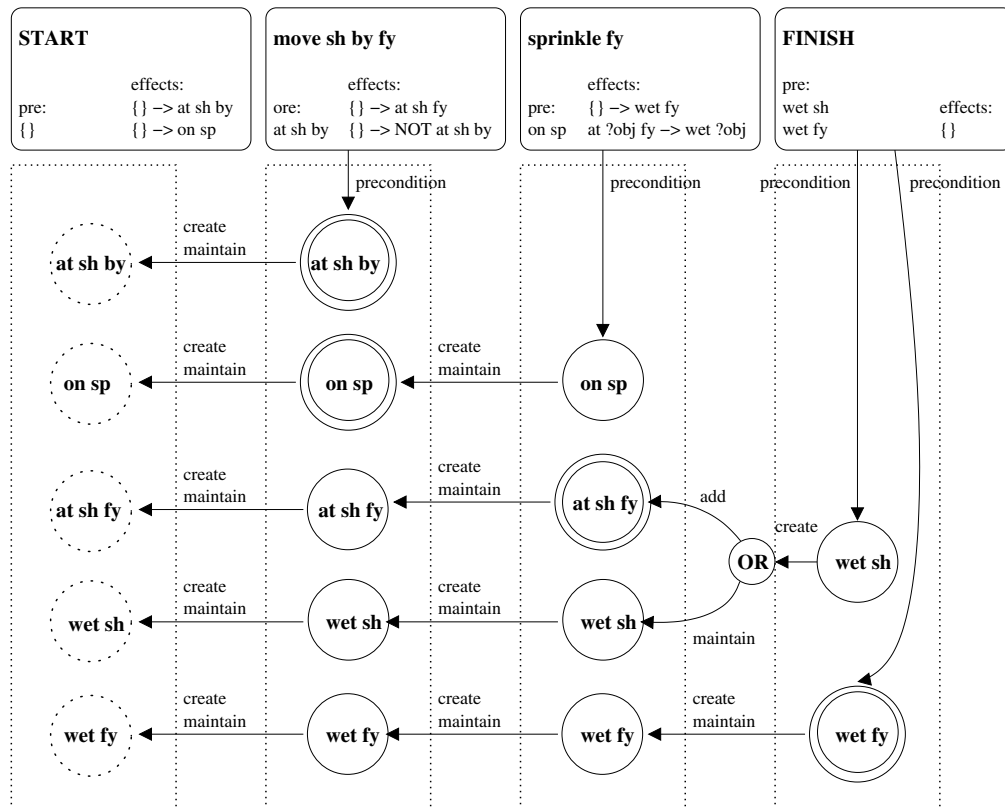 START
effects:
pre:
{} –> at sh by
{}
{} –> on sp
move sh by fy
effects:
ore:
{} –> at sh fy
at sh by
{} –> NOT at sh by
sprinkle fy
effects:
pre:
{} –> wet fy
on sp
at ?obj fy –> wet ?obj
FINISH
pre:
wet sh
effects:
wet fy
{}
precondition
precondition
precondition
precondition
at sh by
create
maintain
at sh by
on sp
create
maintain
on sp
create
maintain
on sp
at sh fy
create
maintain
at sh fy
create
maintain
at sh fy
add
OR
create
wet sh
maintain
wet sh
create
maintain
wet sh
create
maintain
wet sh
wet fy
create
maintain
wet fy
create
maintain
wet fy
create
maintain
wet fy